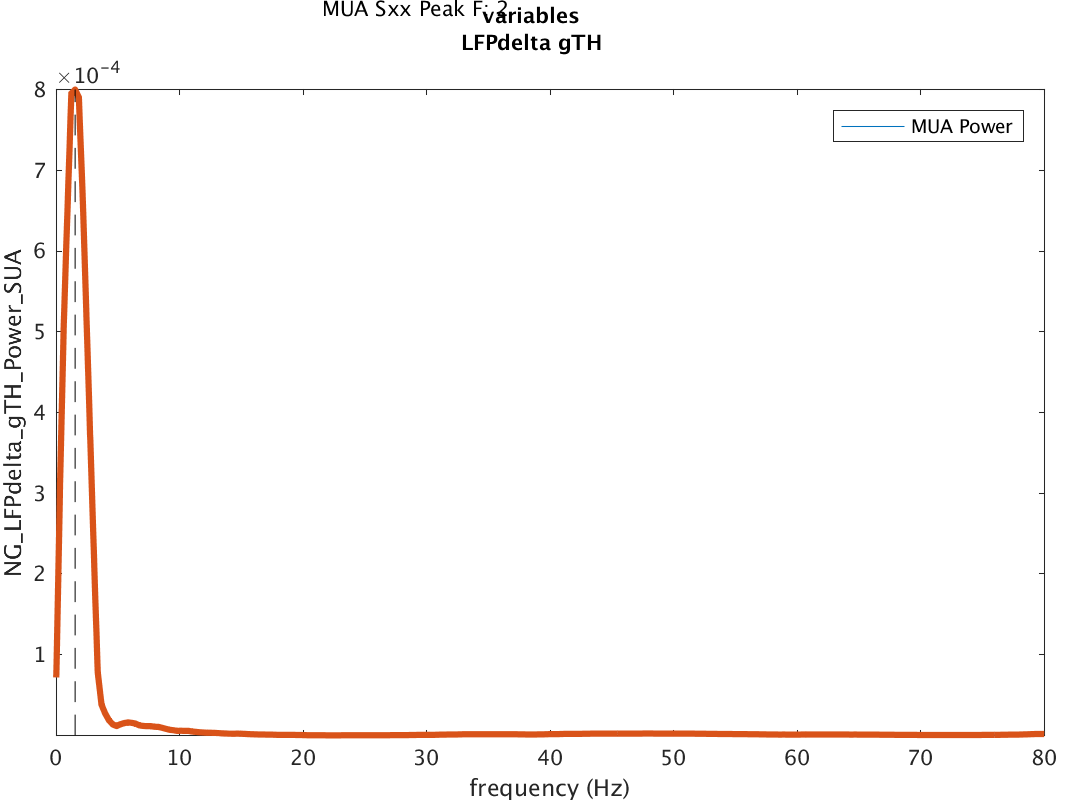 MUA Sxx Peak F: 2
variables
LFPdelta gTH
×10⁻⁴
8
7
6
5
4
3
2
1
NG_LFPdelta_gTH_Power_SUA
MUA Power
0 10 20 30 40 50 60 70 80
frequency (Hz)